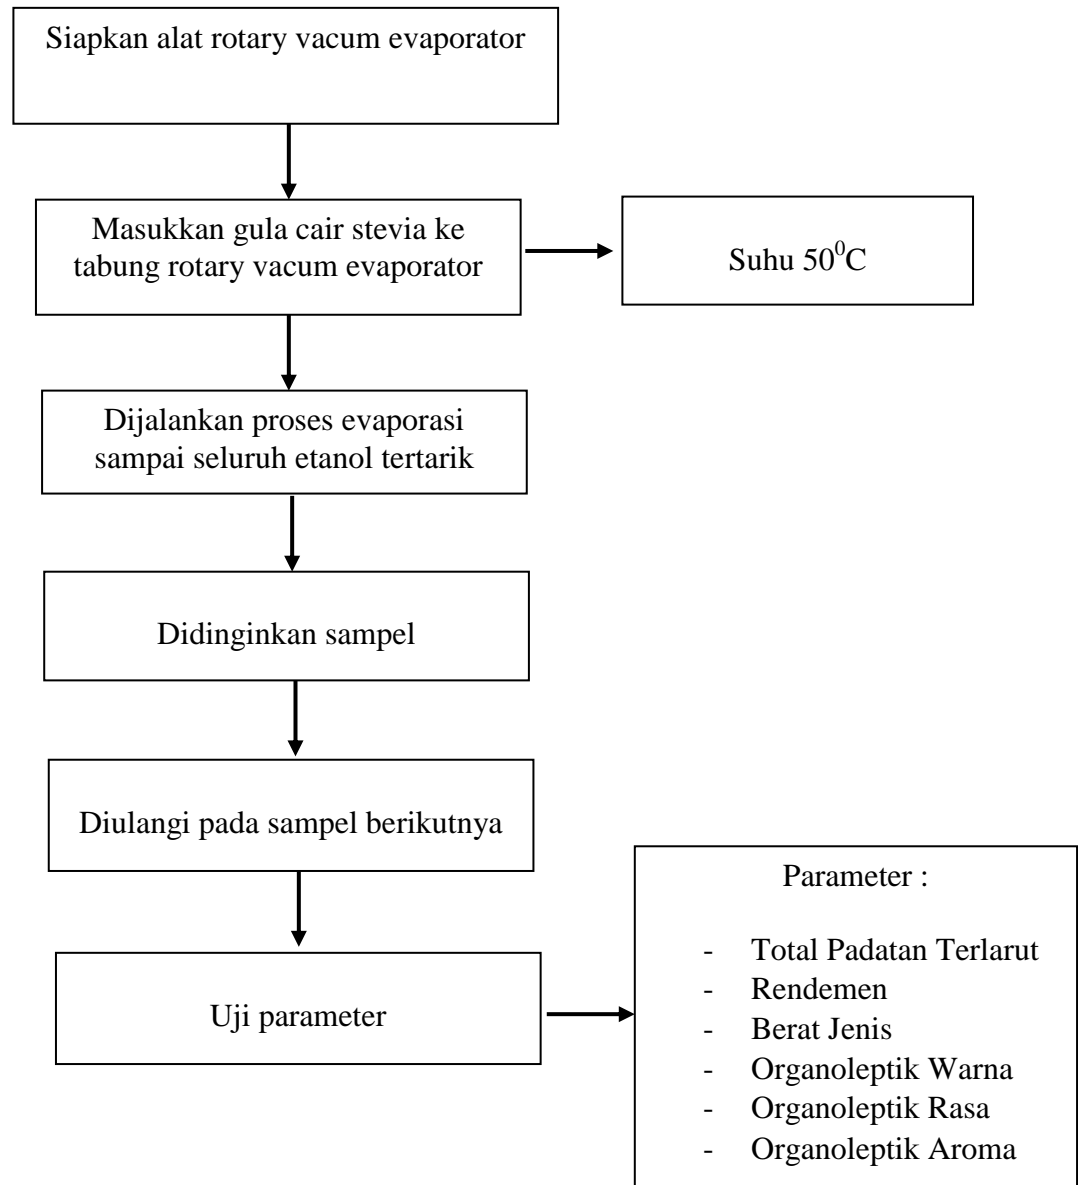 Siapkan alat rotary vacum evaporator
Masukkan gula cair stevia ke
tabung rotary vacum evaporator
Suhu 50⁰C
Dijalankan proses evaporasi
sampai seluruh etanol tertarik
Didinginkan sampel
Diulangi pada sampel berikutnya
Uji parameter
Parameter :
- Total Padatan Terlarut
- Rendemen
- Berat Jenis
- Organoleptik Warna
- Organoleptik Rasa
- Organoleptik Aroma